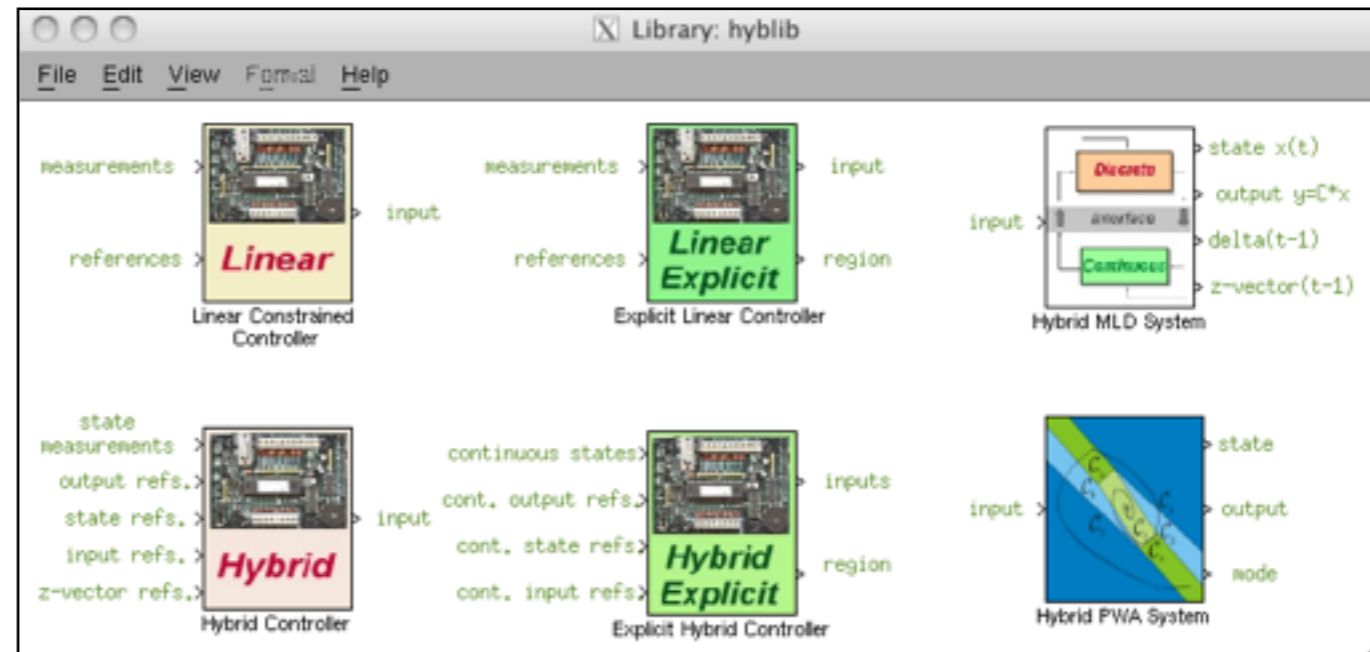 Library: hyblib
File Edit View Format Help
measurements
references
input
Linear
Linear Constrained
Controller
measurements
references
input
region
Linear
Explicit
Explicit Linear Controller
input
Discrete
interface
Continuous
state x(t)
output y=C*x
delta(t-1)
z-vector(t-1)
Hybrid MLD System
state
measurements
output refs.
state refs.
input refs.
z-vector refs.
input
Hybrid
Hybrid Controller
continuous states
cont. output refs.
cont. state refs
cont. input refs
inputs
region
Hybrid
Explicit
Explicit Hybrid Controller
input
state
output
mode
Hybrid PWA System